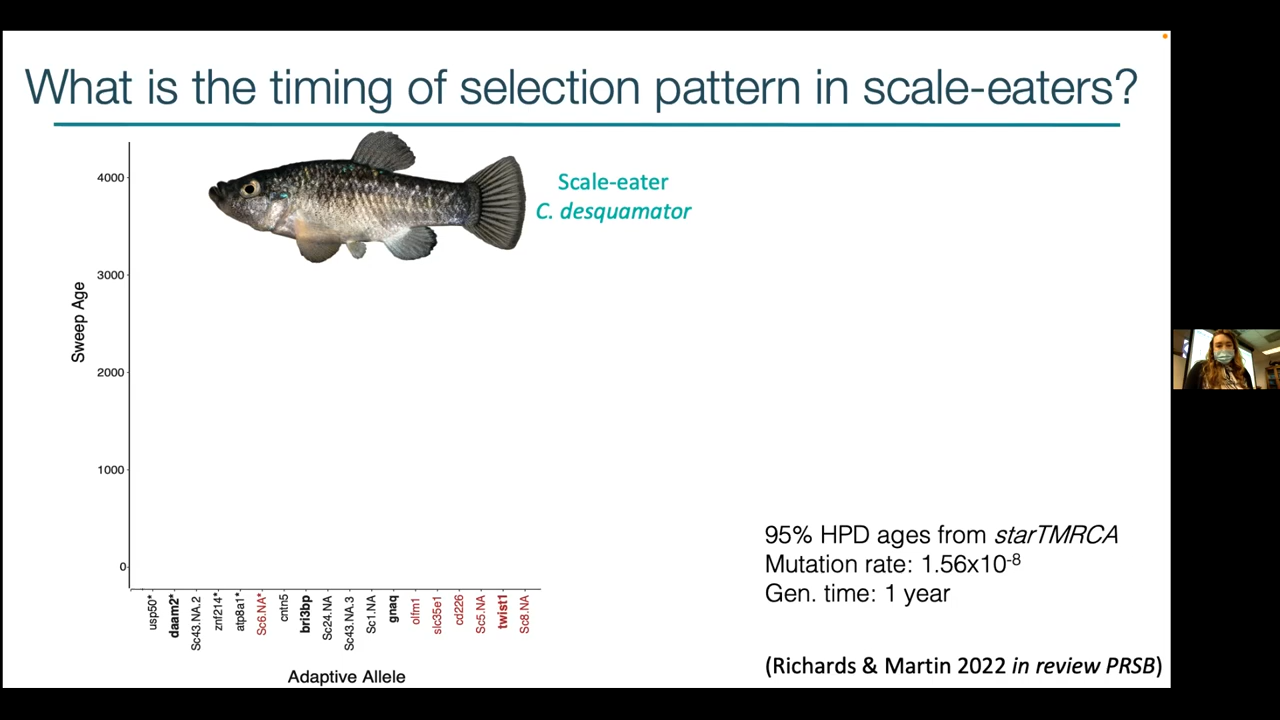 What is the timing of selection pattern in scale-eaters?
Scale-eater
C. desquamator
4000
3000
2000
1000
0
Sweep Age
usp50*
daam2*
Sc43.NA.2
znf214*
atp8a1*
Sc6.NA*
cntn5
bri3bp
Sc24.NA
Sc43.NA.3
Sc1.NA
gnaq
olfm1
slc35e1
cd226
Sc5.NA
twist1
Sc8.NA
Adaptive Allele
95% HPD ages from starTMRCA
Mutation rate: 1.56x10-8
Gen. time: 1 year
(Richards & Martin 2022 in review PRSB)